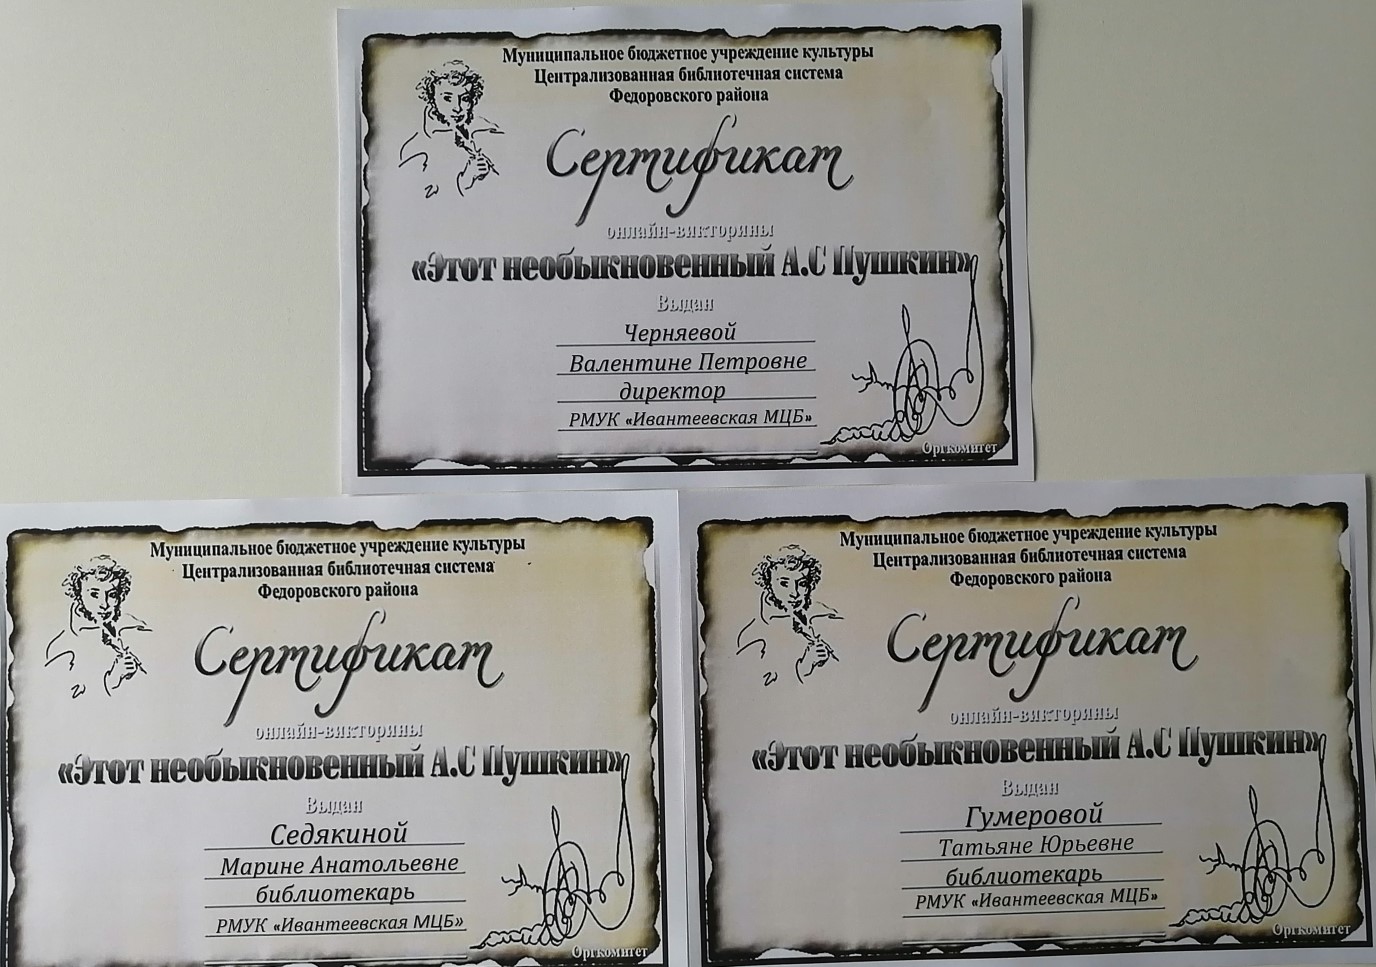 Муниципальное бюджетное учреждение культуры
Централизованная библиотечная система
Федоровского района
Сертификат
онлайн-викторины
«Этот необыкновенный А.С Пушкин»
Выдан
Черняевой
Валентине Петровне
директор
РМУК «Ивантеевская МЦБ»
Оргкомитет
Муниципальное бюджетное учреждение культуры
Централизованная библиотечная система
Федоровского района
Сертификат
онлайн-викторины
«Этот необыкновенный А.С Пушкин»
Выдан
Седякиной
Марине Анатольевне
библиотекарь
РМУК «Ивантеевская МЦБ»
Оргкомитет
Муниципальное бюджетное учреждение культуры
Централизованная библиотечная система
Федоровского района
Сертификат
онлайн-викторины
«Этот необыкновенный А.С Пушкин»
Выдан
Гумеровой
Татьяне Юрьевне
библиотекарь
РМУК «Ивантеевская МЦБ»
Оргкомитет